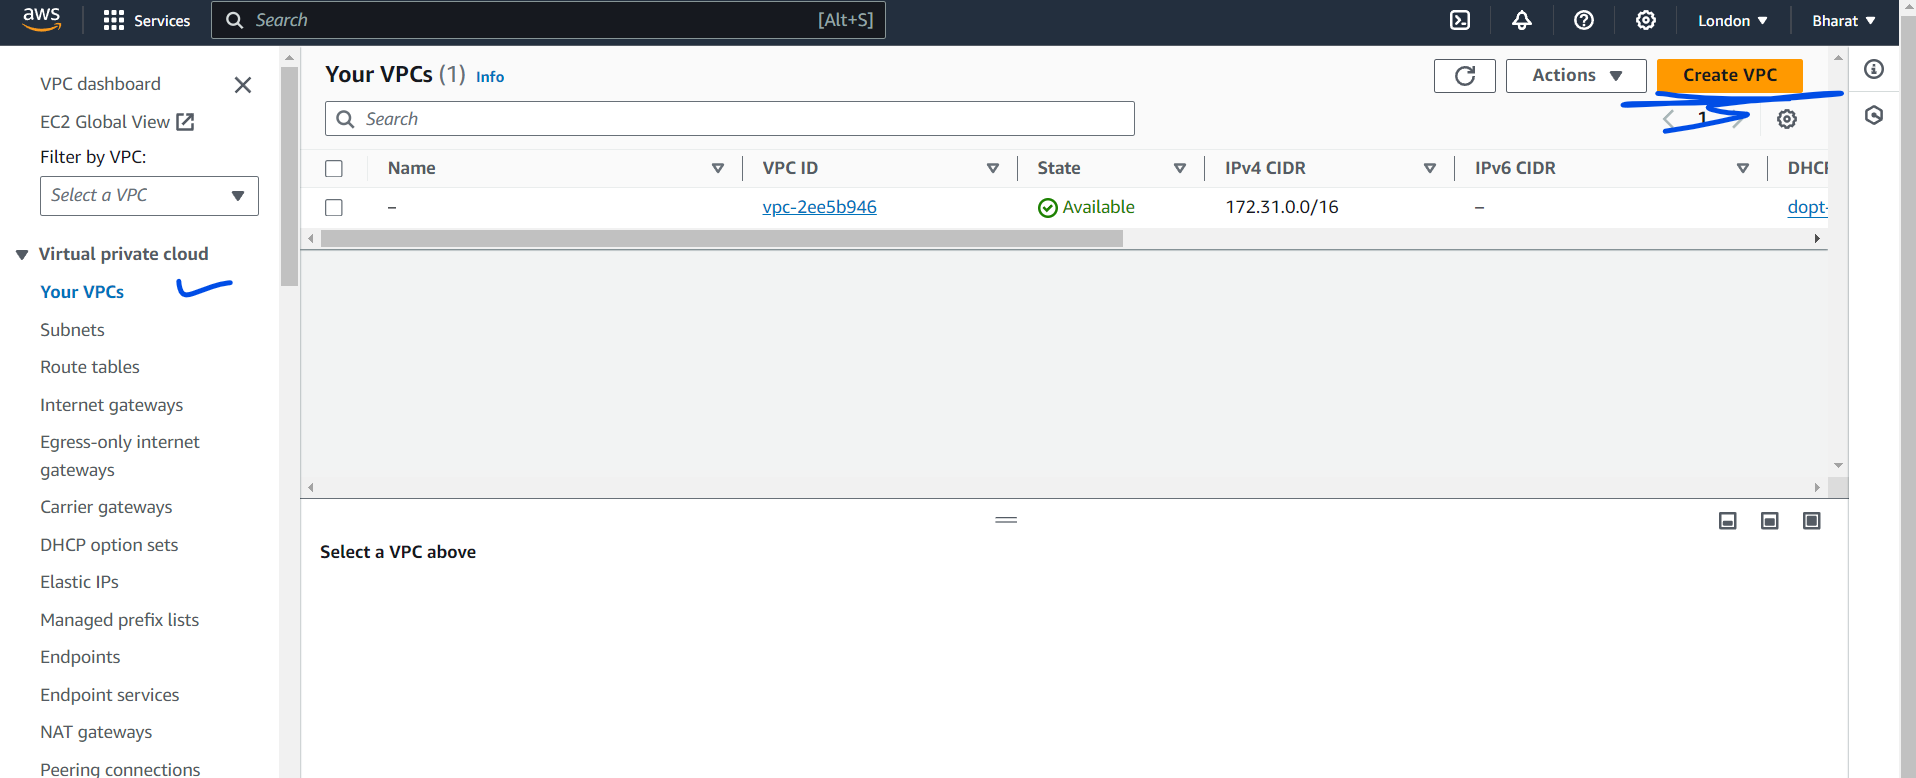 aws Services Search [Alt+S] London Bharat
VPC dashboard
EC2 Global View
Filter by VPC:
Select a VPC
Virtual private cloud
Your VPCs
Subnets
Route tables
Internet gateways
Egress-only internet
gateways
Carrier gateways
DHCP option sets
Elastic IPs
Managed prefix lists
Endpoints
Endpoint services
NAT gateways
Peering connections
Your VPCs (1) Info Actions Create VPC
Search 1
Name VPC ID State IPv4 CIDR IPv6 CIDR DHCP
– vpc-2ee5b946 Available 172.31.0.0/16 – dopt-
Select a VPC above